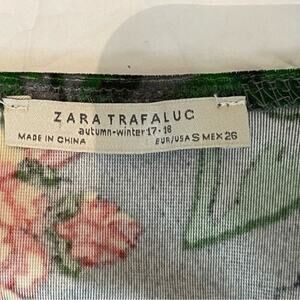 ZARA TRAFALUC
autumn-winter 17-18
MADE IN CHINA EUR/USA S MEX 26